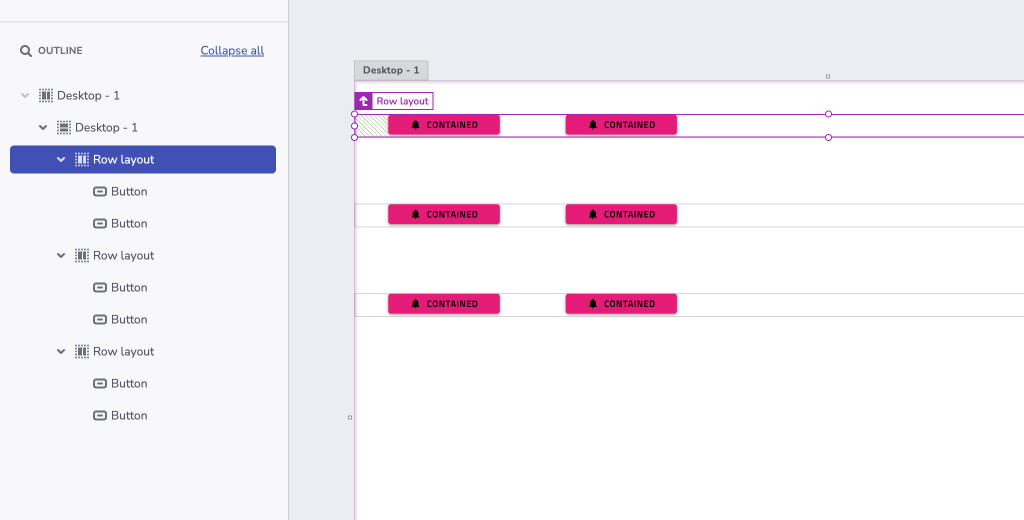 OUTLINE
Collapse all
Desktop - 1
Desktop - 1
Row layout
Button
Button
Row layout
Button
Button
Row layout
Button
Button
Desktop - 1
Row layout
CONTAINED CONTAINED
CONTAINED CONTAINED
CONTAINED CONTAINED